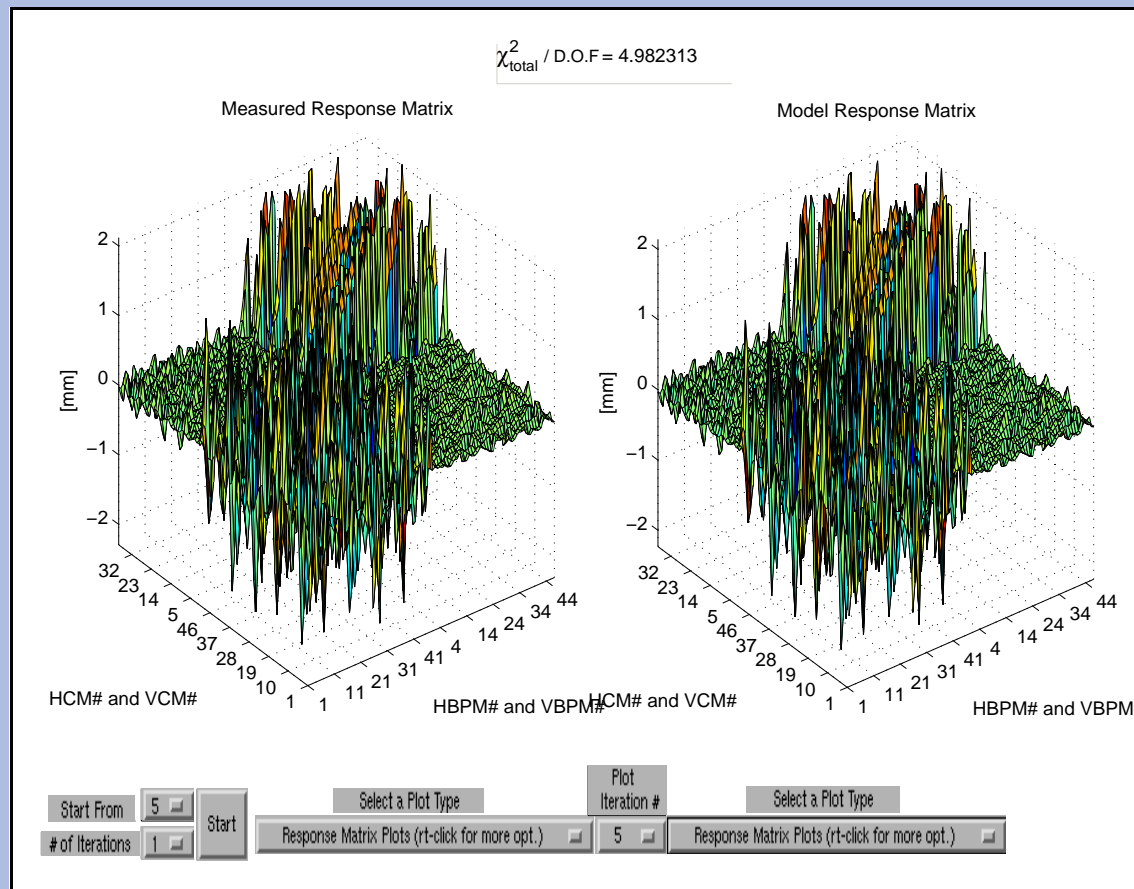 χ²total / D.O.F = 4.982313
Measured Response Matrix
2
1
0
−1
−2
[mm]
32
23
14
5
46
37
28
19
10
1
1
11
21
31
41
4
14
24
34
44
HCM# and VCM#
HBPM# and VBPM#
Model Response Matrix
2
1
0
−1
−2
[mm]
32
23
14
5
46
37
28
19
10
1
1
11
21
31
41
4
14
24
34
44
HCM# and VCM#
HBPM# and VBPM
Start From
5
# of Iterations
1
Start
Select a Plot Type
Response Matrix Plots (rt-click for more opt.)
Plot
Iteration #
5
Select a Plot Type
Response Matrix Plots (rt-click for more opt.)